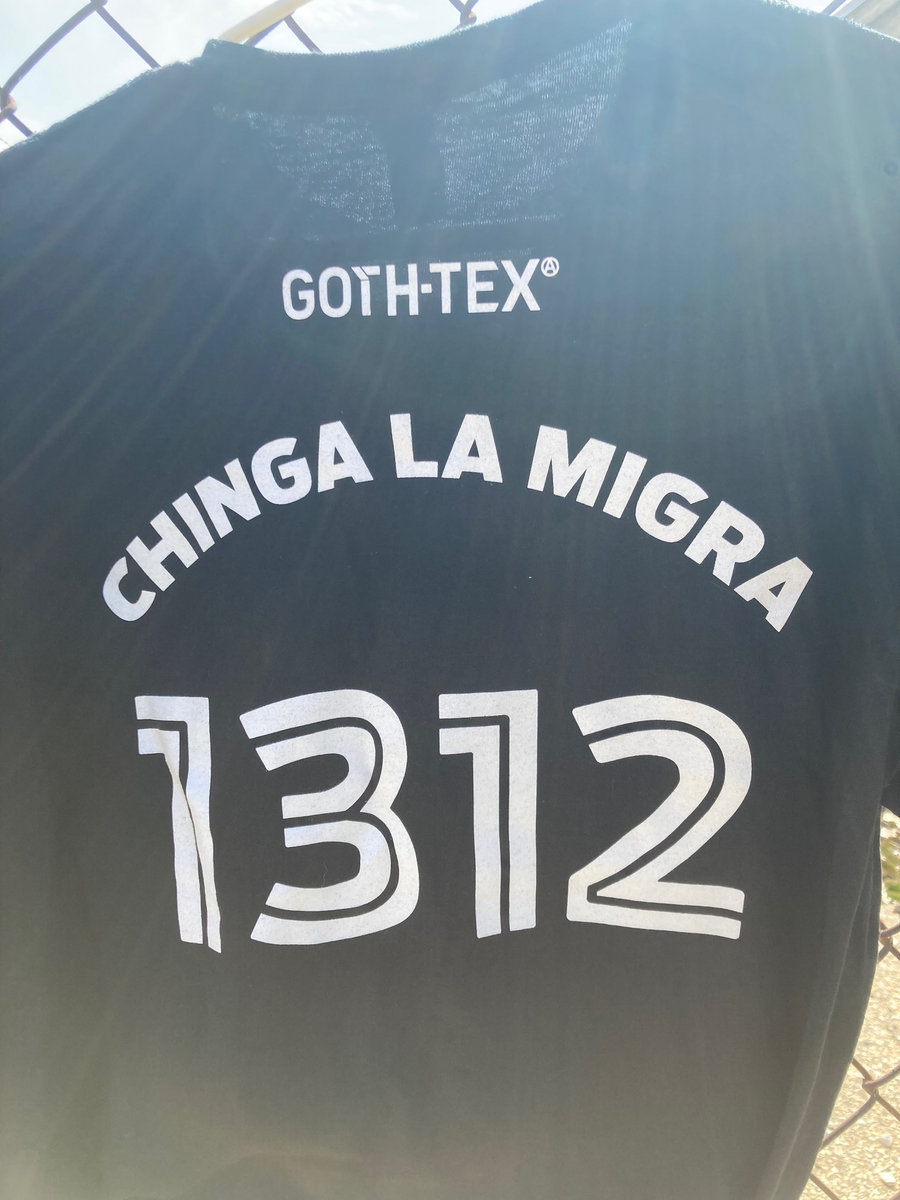 GOTH-TEX Ⓐ
CHINGA LA MIGRA
1312